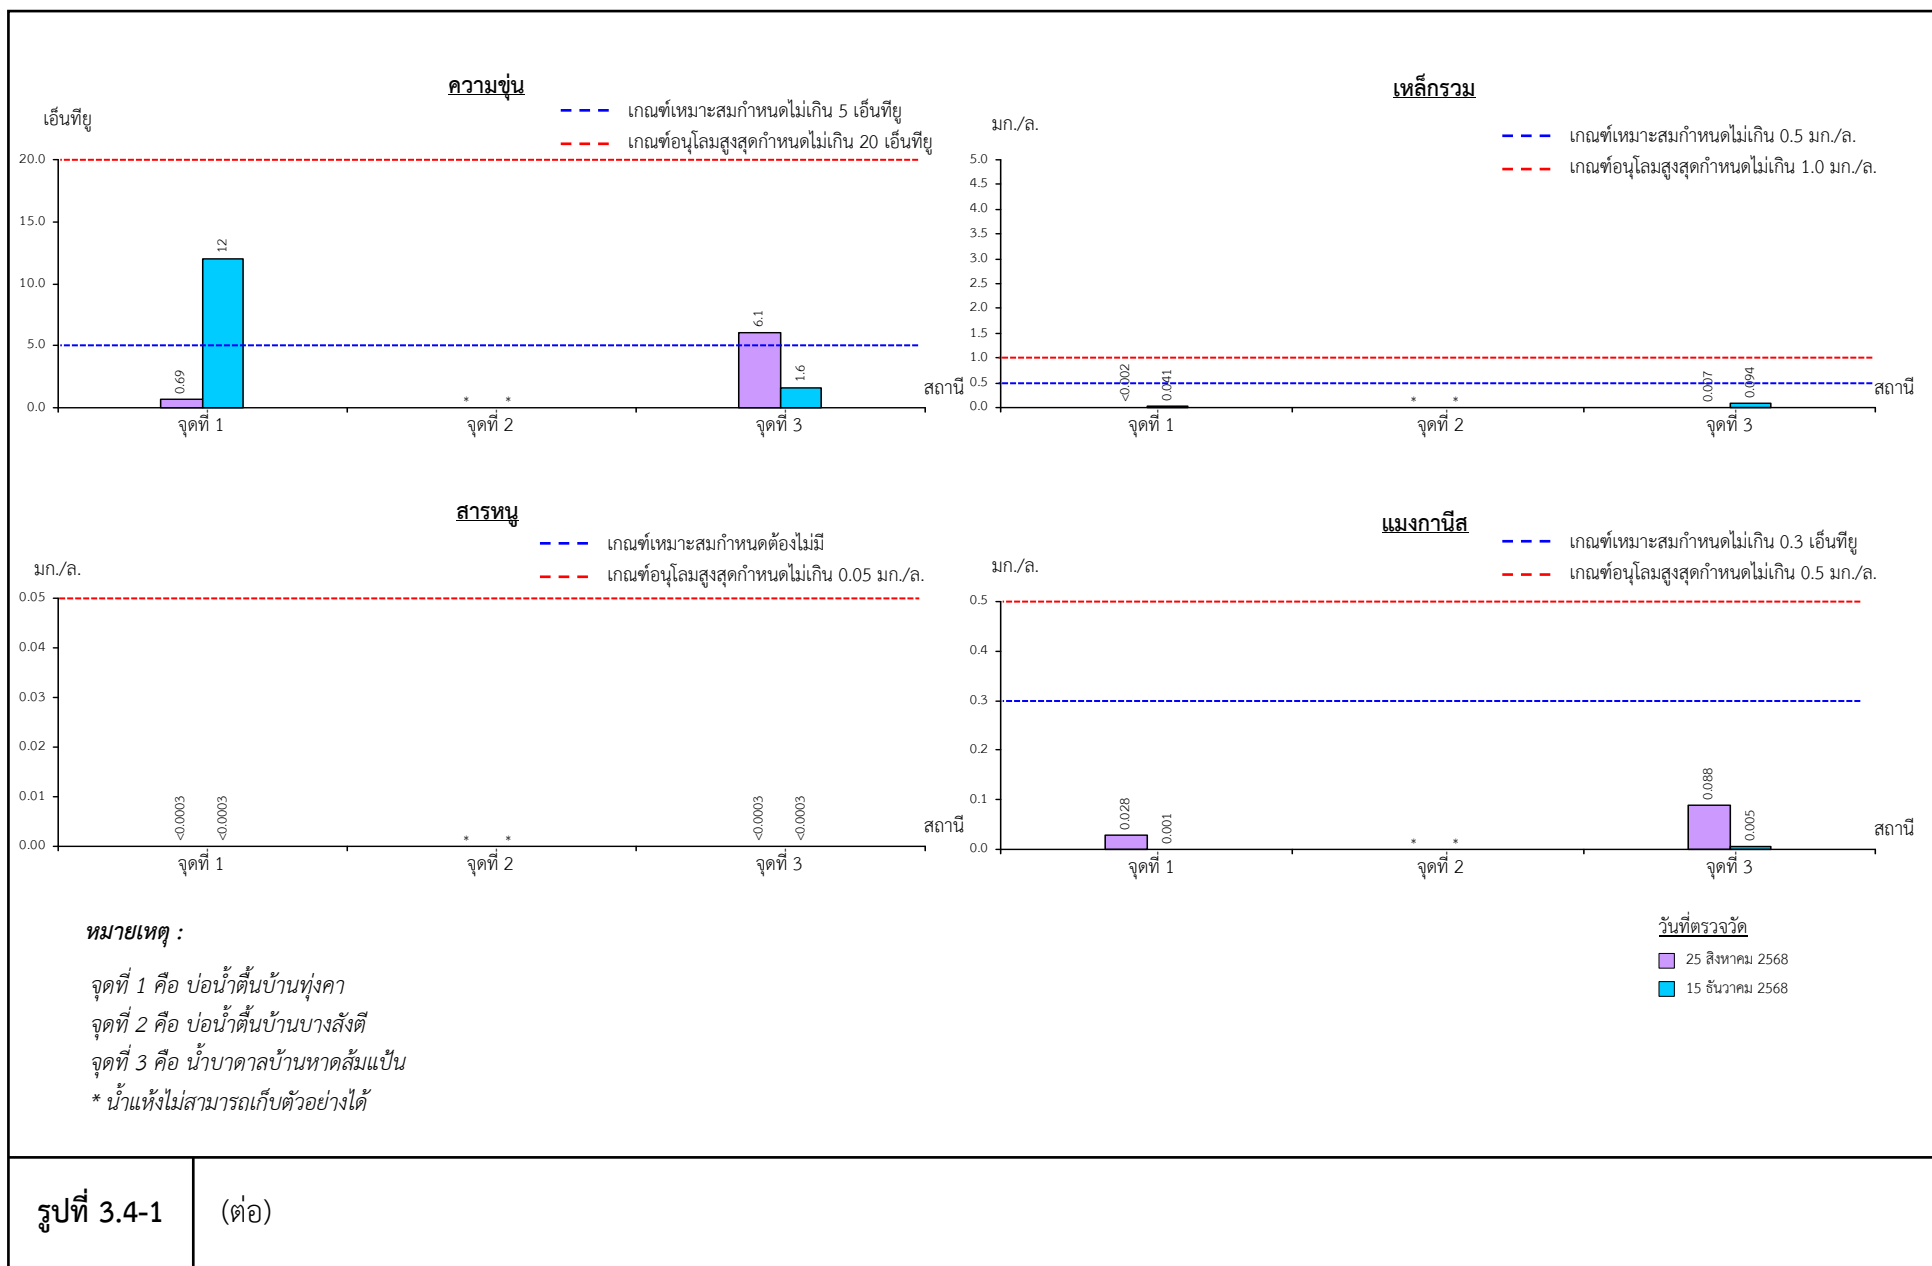 ความขุ่น
เอ็นทียู
เกณฑ์เหมาะสมกำหนดไม่เกิน 5 เอ็นทียู
เกณฑ์อนุโลมสูงสุดกำหนดไม่เกิน 20 เอ็นทียู
20.0
15.0
10.0
5.0
0.0
0.69
12
*
*
6.1
1.6
สถานี
จุดที่ 1
จุดที่ 2
จุดที่ 3
เหล็กรวม
มก./ล.
เกณฑ์เหมาะสมกำหนดไม่เกิน 0.5 มก./ล.
เกณฑ์อนุโลมสูงสุดกำหนดไม่เกิน 1.0 มก./ล.
5.0
4.5
4.0
3.5
3.0
2.5
2.0
1.5
1.0
0.5
0.0
<0.002
0.041
*
*
0.007
0.094
สถานี
จุดที่ 1
จุดที่ 2
จุดที่ 3
สารหนู
มก./ล.
เกณฑ์เหมาะสมกำหนดต้องไม่มี
เกณฑ์อนุโลมสูงสุดกำหนดไม่เกิน 0.05 มก./ล.
0.05
0.04
0.03
0.02
0.01
0.00
<0.0003
<0.0003
*
*
<0.0003
<0.0003
สถานี
จุดที่ 1
จุดที่ 2
จุดที่ 3
แมงกานีส
มก./ล.
เกณฑ์เหมาะสมกำหนดไม่เกิน 0.3 เอ็นทียู
เกณฑ์อนุโลมสูงสุดกำหนดไม่เกิน 0.5 มก./ล.
0.5
0.4
0.3
0.2
0.1
0.0
0.028
0.001
*
*
0.088
0.005
สถานี
จุดที่ 1
จุดที่ 2
จุดที่ 3
หมายเหตุ :
จุดที่ 1 คือ บ่อน้ำตื้นบ้านทุ่งคา
จุดที่ 2 คือ บ่อน้ำตื้นบ้านบางสังตี
จุดที่ 3 คือ น้ำบาดาลบ้านหาดส้มแป้น
* น้ำแห้งไม่สามารถเก็บตัวอย่างได้
วันที่ตรวจวัด
25 สิงหาคม 2568
15 ธันวาคม 2568
รูปที่ 3.4-1
(ต่อ)